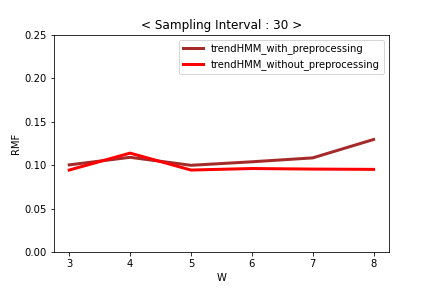 < Sampling Interval : 30 >
trendHMM_with_preprocessing
trendHMM_without_preprocessing
0.25
0.20
0.15
0.10
0.05
0.00
RMF
3 4 5 6 7 8
W